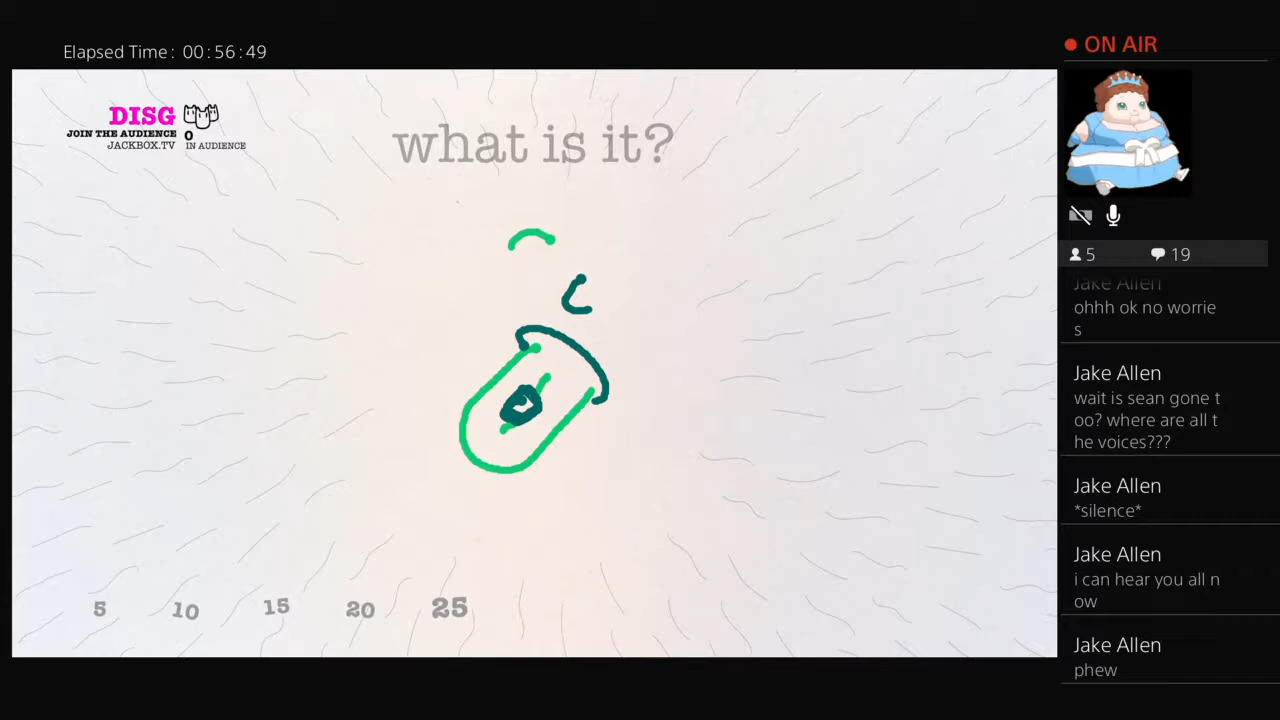 Elapsed Time: 00:56:49
ON AIR
DISG
JOIN THE AUDIENCE
JACKBOX.TV
0
IN AUDIENCE
what is it?
5 19
Jake Allen
ohhh ok no worrie
s
Jake Allen
wait is sean gone t
oo? where are all t
he voices???
Jake Allen
*silence*
Jake Allen
i can hear you all n
ow
Jake Allen
phew
5 10 15 20 25